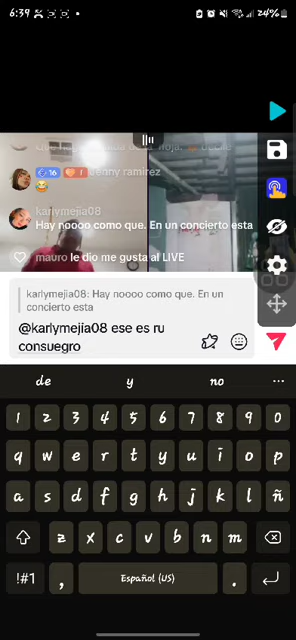 6:39
24%
16 1 Jenny ramirez
😂
karlymejia08
Hay noooo como que. En un concierto esta
mauro le dio me gusta al LIVE
karlymejia08: Hay noooo como que. En un
concierto esta
@karlymejia08 ese es ru
consuegro
de y no ...
1 2 3 4 5 6 7 8 9 0
q w e r t y u i o p
a s d f g h j k l ñ
z x c v b n m
!#1 , Español (US) .